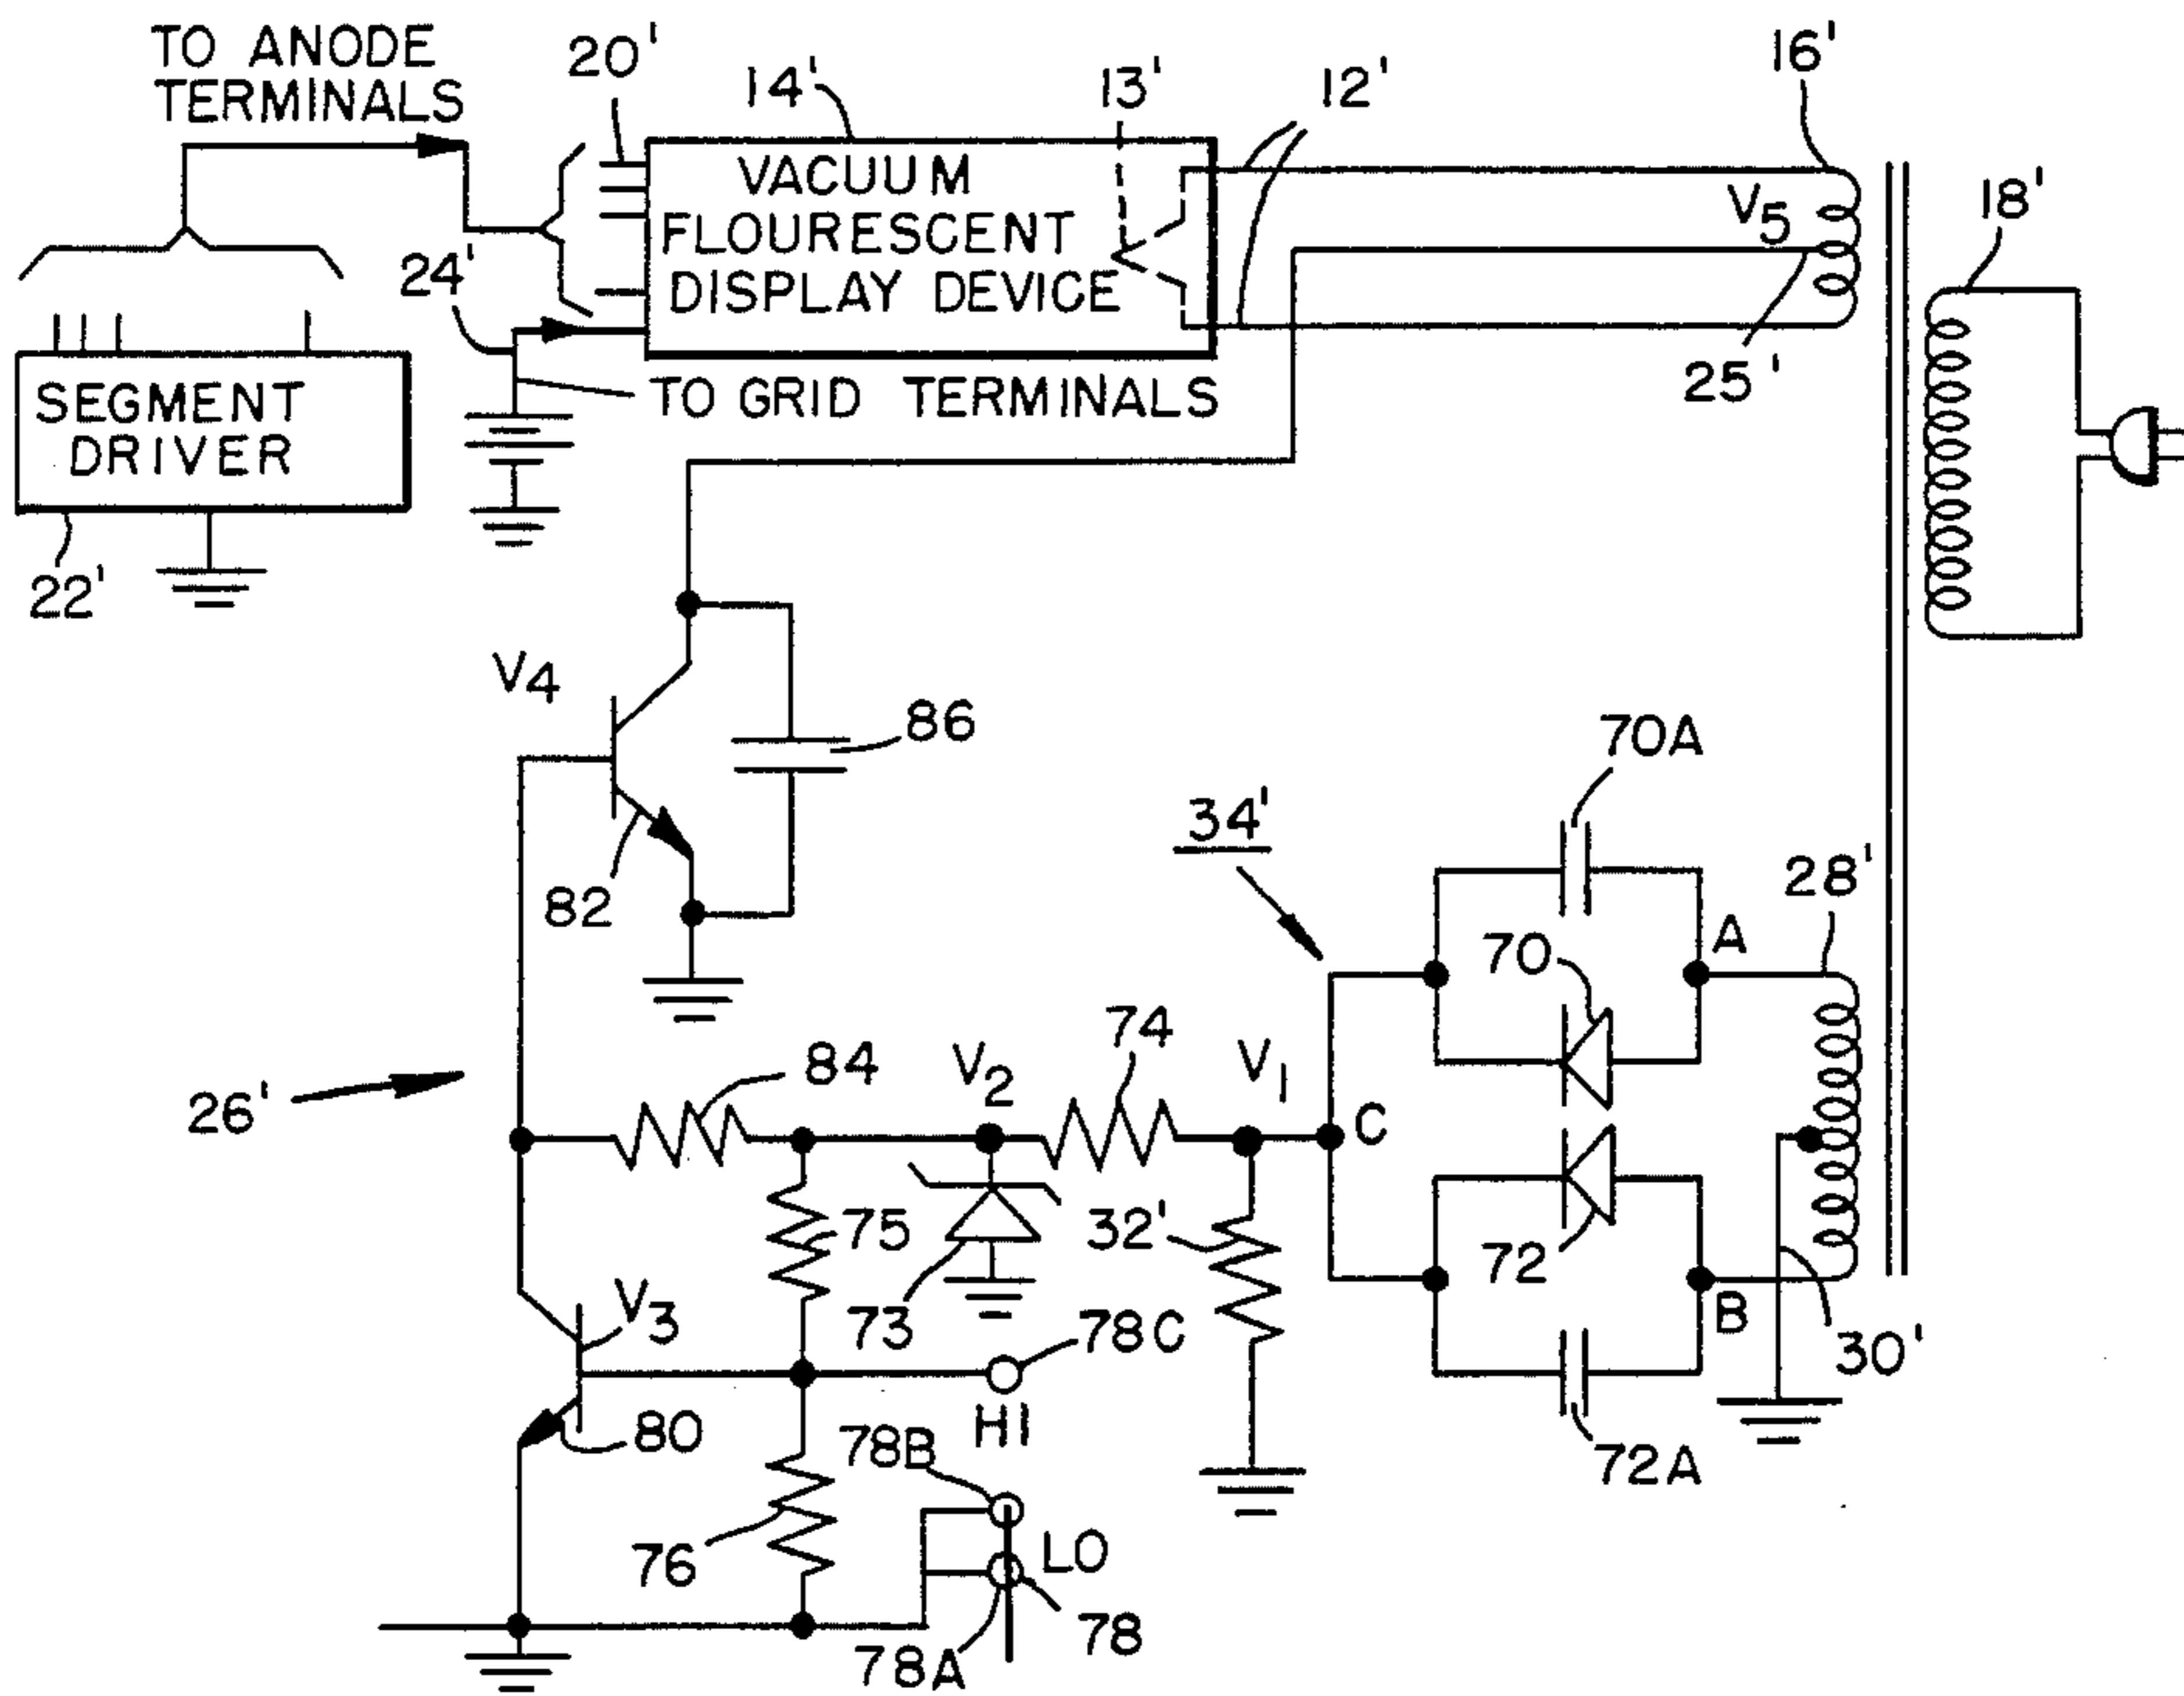 TO ANODE
TERMINALS
20'
14'
13'
12'
16'
18'
VACUUM
FLOURESCENT
DISPLAY DEVICE
V5
24'
25'
TO GRID TERMINALS
SEGMENT
DRIVER
22'
V4
86
82
70A
34'
28'
A
70
74
84
V2
V1
C
26'
75
73
32'
72
B
30'
V3
78C
HI
80
78B
72A
76
LO
78
78A